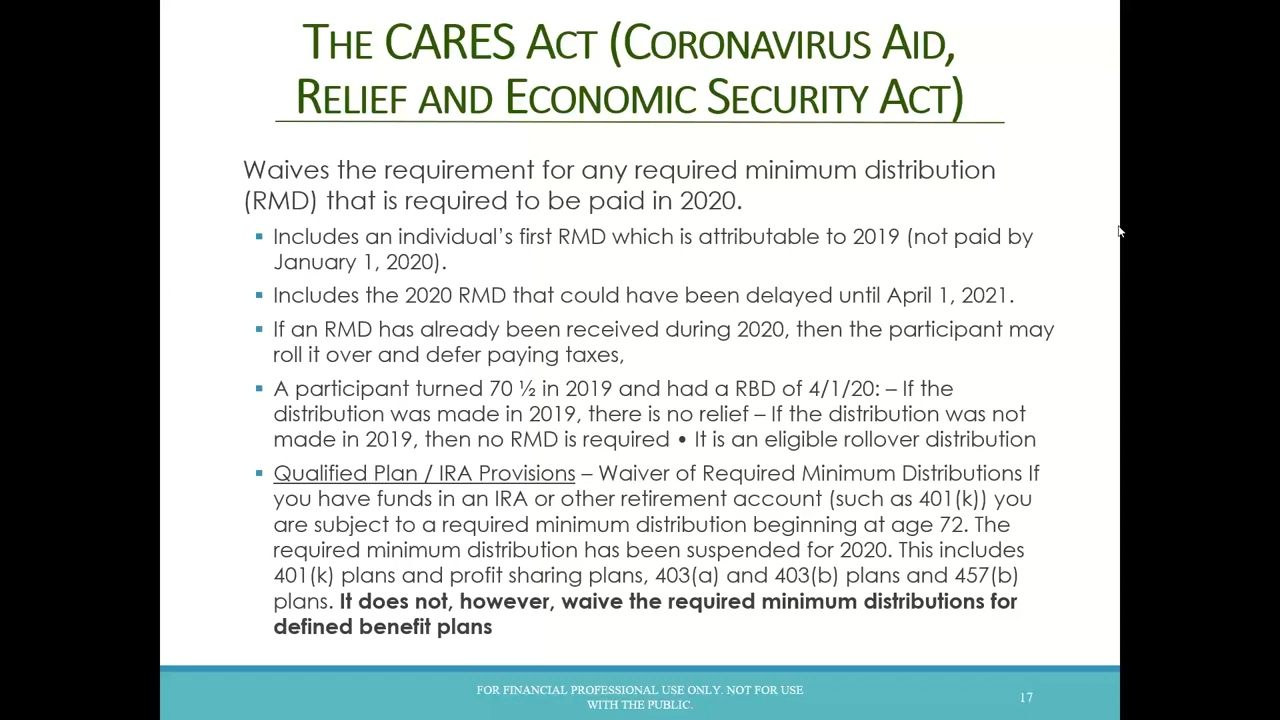 THE CARES ACT (CORONAVIRUS AID,
RELIEF AND ECONOMIC SECURITY ACT)
Waives the requirement for any required minimum distribution
(RMD) that is required to be paid in 2020.
▪ Includes an individual’s first RMD which is attributable to 2019 (not paid by
January 1, 2020).
▪ Includes the 2020 RMD that could have been delayed until April 1, 2021.
▪ If an RMD has already been received during 2020, then the participant may
roll it over and defer paying taxes,
▪ A participant turned 70 ½ in 2019 and had a RBD of 4/1/20: – If the
distribution was made in 2019, there is no relief – If the distribution was not
made in 2019, then no RMD is required • It is an eligible rollover distribution
▪ Qualified Plan / IRA Provisions – Waiver of Required Minimum Distributions If
you have funds in an IRA or other retirement account (such as 401(k)) you
are subject to a required minimum distribution beginning at age 72. The
required minimum distribution has been suspended for 2020. This includes
401(k) plans and profit sharing plans, 403(a) and 403(b) plans and 457(b)
plans. It does not, however, waive the required minimum distributions for
defined benefit plans
FOR FINANCIAL PROFESSIONAL USE ONLY. NOT FOR USE
WITH THE PUBLIC.
17